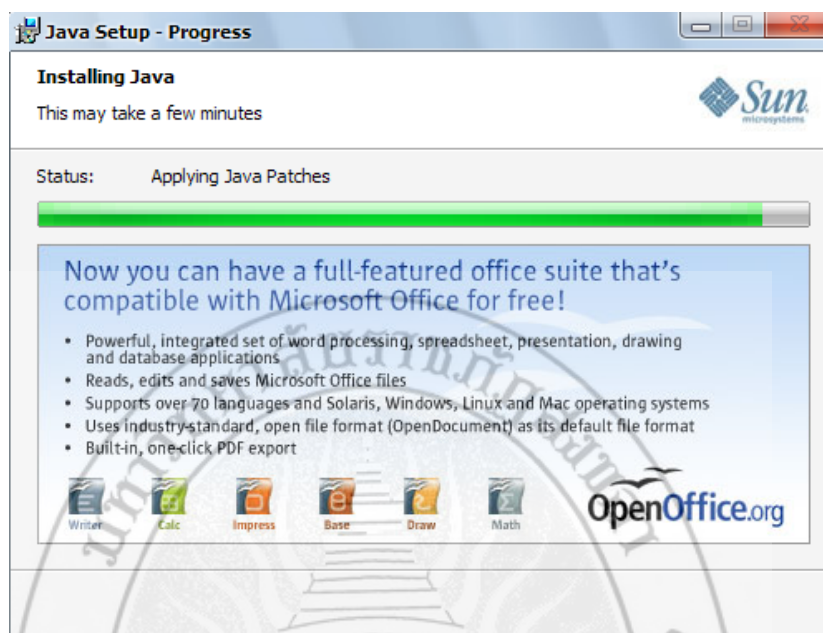 Java Setup - Progress
Installing Java
This may take a few minutes
Sun
microsystems
Status: Applying Java Patches
Now you can have a full-featured office suite that's
compatible with Microsoft Office for free!
• Powerful, integrated set of word processing, spreadsheet, presentation, drawing
and database applications
• Reads, edits and saves Microsoft Office files
• Supports over 70 languages and Solaris, Windows, Linux and Mac operating systems
• Uses industry-standard, open file format (OpenDocument) as its default file format
• Built-in, one-click PDF export
Writer Calc Impress Base Draw Math
OpenOffice.org